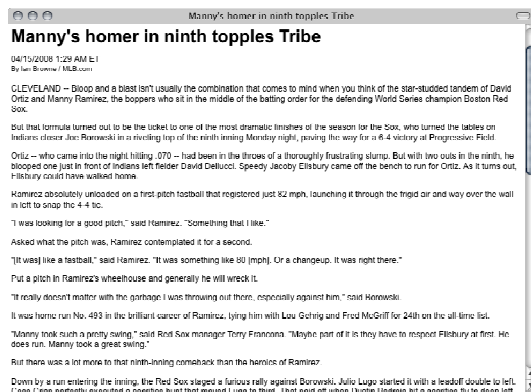 Manny's homer in ninth topples Tribe
Manny's homer in ninth topples Tribe
04/15/2008 1:29 AM ET
By Ian Browne / MLB.com
CLEVELAND -- Bloop and a blast isn't usually the combination that comes to mind when you think of the star-studded tandem of David
Ortiz and Manny Ramirez, the boppers who sit in the middle of the batting order for the defending World Series champion Boston Red
Sox.
But that formula turned out to be the ticket to one of the most dramatic finishes of the season for the Sox, who turned the tables on
Indians closer Joe Borowski in a riveting top of the ninth inning Monday night, paving the way for a 6-4 victory at Progressive Field.
Ortiz -- who came into the night hitting .070 -- had been in the throes of a thoroughly frustrating slump. But with two outs in the ninth, he
blooped one just in front of Indians left fielder David Dellucci. Speedy Jacoby Ellsbury came off the bench to run for Ortiz. As it turns out,
Ellsbury could have walked home.
Ramirez absolutely unloaded on a first-pitch fastball that registered just 82 mph, launching it through the frigid air and way over the wall
in left to snap the 4-4 tie.
"I was looking for a good pitch," said Ramirez. "Something that I like."
Asked what the pitch was, Ramirez contemplated it for a second.
"[It was] like a fastball," said Ramirez. "It was something like 80 [mph]. Or a changeup. It was right there."
Put a pitch in Ramirez's wheelhouse and generally he will wreck it.
"It really doesn't matter with the garbage I was throwing out there, especially against him," said Borowski.
It was home run No. 493 in the brilliant career of Ramirez, tying him with Lou Gehrig and Fred McGriff for 24th on the all-time list.
"Manny took such a pretty swing," said Red Sox manager Terry Francona. "Maybe part of it is they have to respect Ellsbury at first. He
does run. Manny took a great swing."
But there was a lot more to that ninth-inning comeback than the heroics of Ramirez.
Down by a run entering the inning, the Red Sox staged a furious rally against Borowski. Julio Lugo started it with a leadoff double to left.